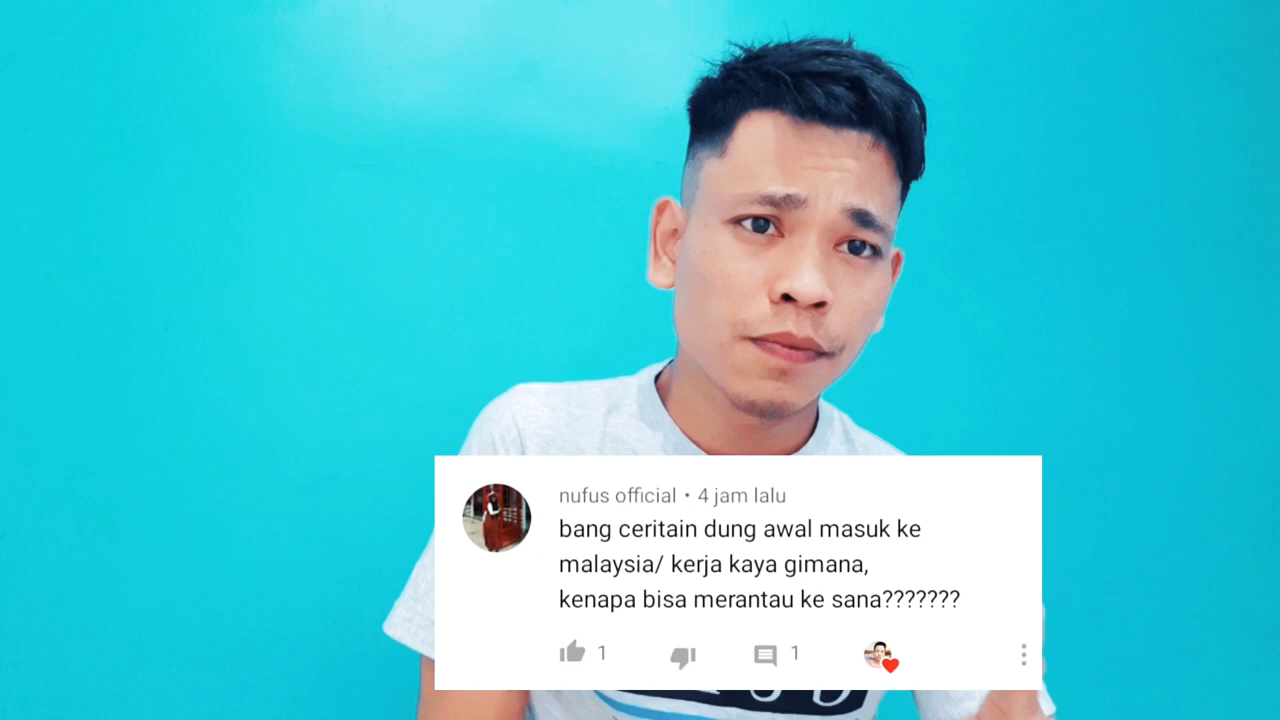 nufus official • 4 jam lalu
bang ceritain dung awal masuk ke
malaysia/ kerja kaya gimana,
kenapa bisa merantau ke sana???????
1
1